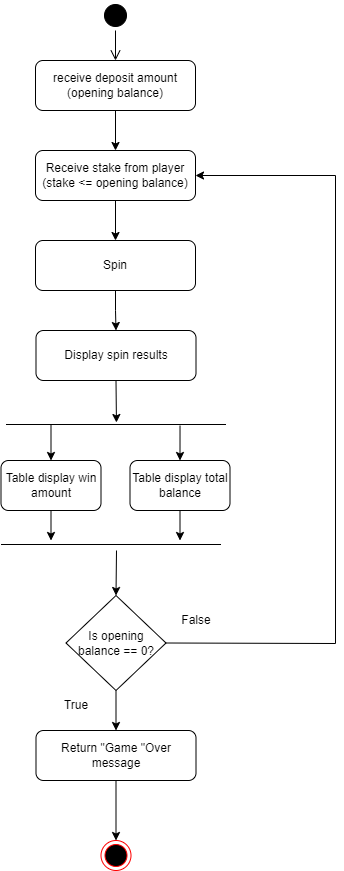 receive deposit amount
(opening balance)
Receive stake from player
(stake <= opening balance)
Spin
Display spin results
Table display win
amount
Table display total
balance
Is opening
balance == 0?
False
True
Return "Game "Over
message